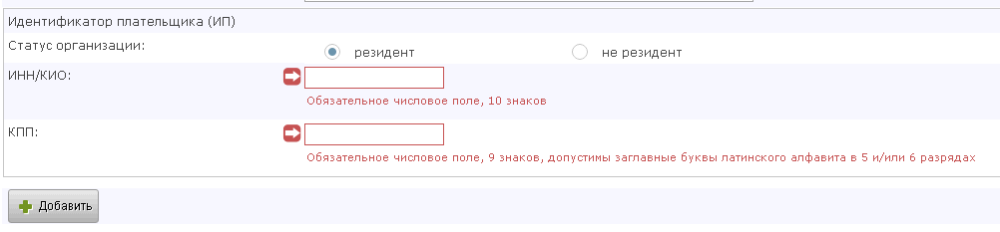 Идентификатор плательщика (ИП)
Статус организации:
резидент
не резидент
ИНН/КИО:
Обязательное числовое поле, 10 знаков
КПП:
Обязательное числовое поле, 9 знаков, допустимы заглавные буквы латинского алфавита в 5 и/или 6 разрядах
Добавить